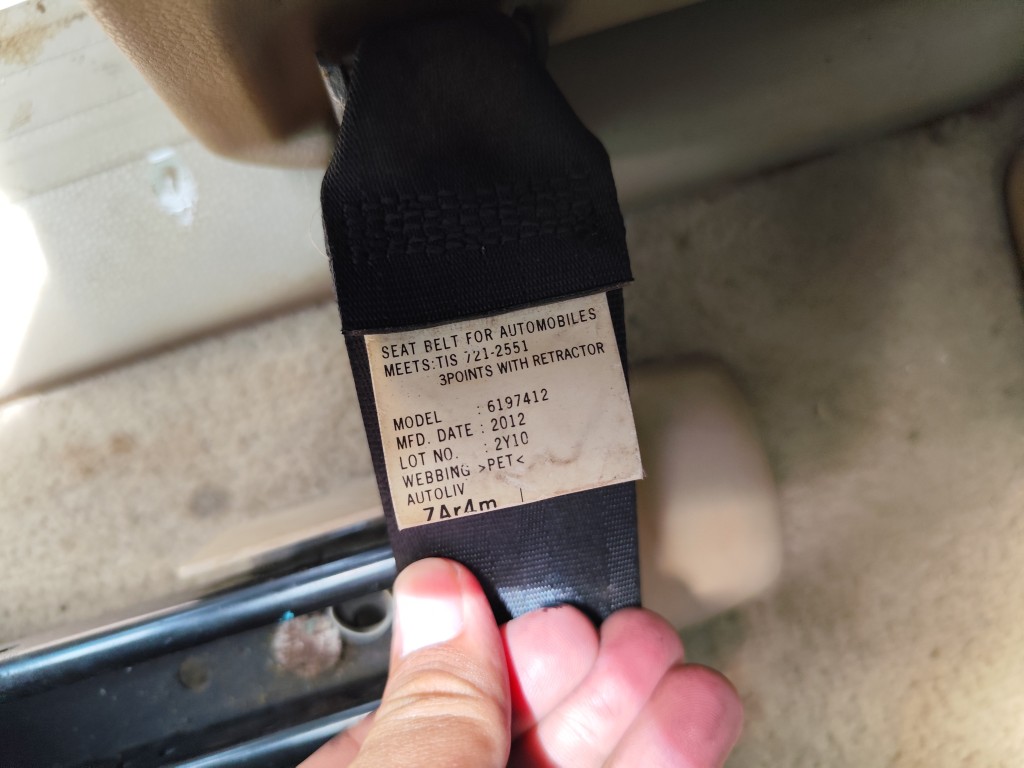 SEAT BELT FOR AUTOMOBILES
MEETS:TIS 721-2551
3POINTS WITH RETRACTOR
MODEL : 6197412
MFD. DATE : 2012
LOT NO. : 2Y10
WEBBING >PET<
AUTOLIV
7Ar4m